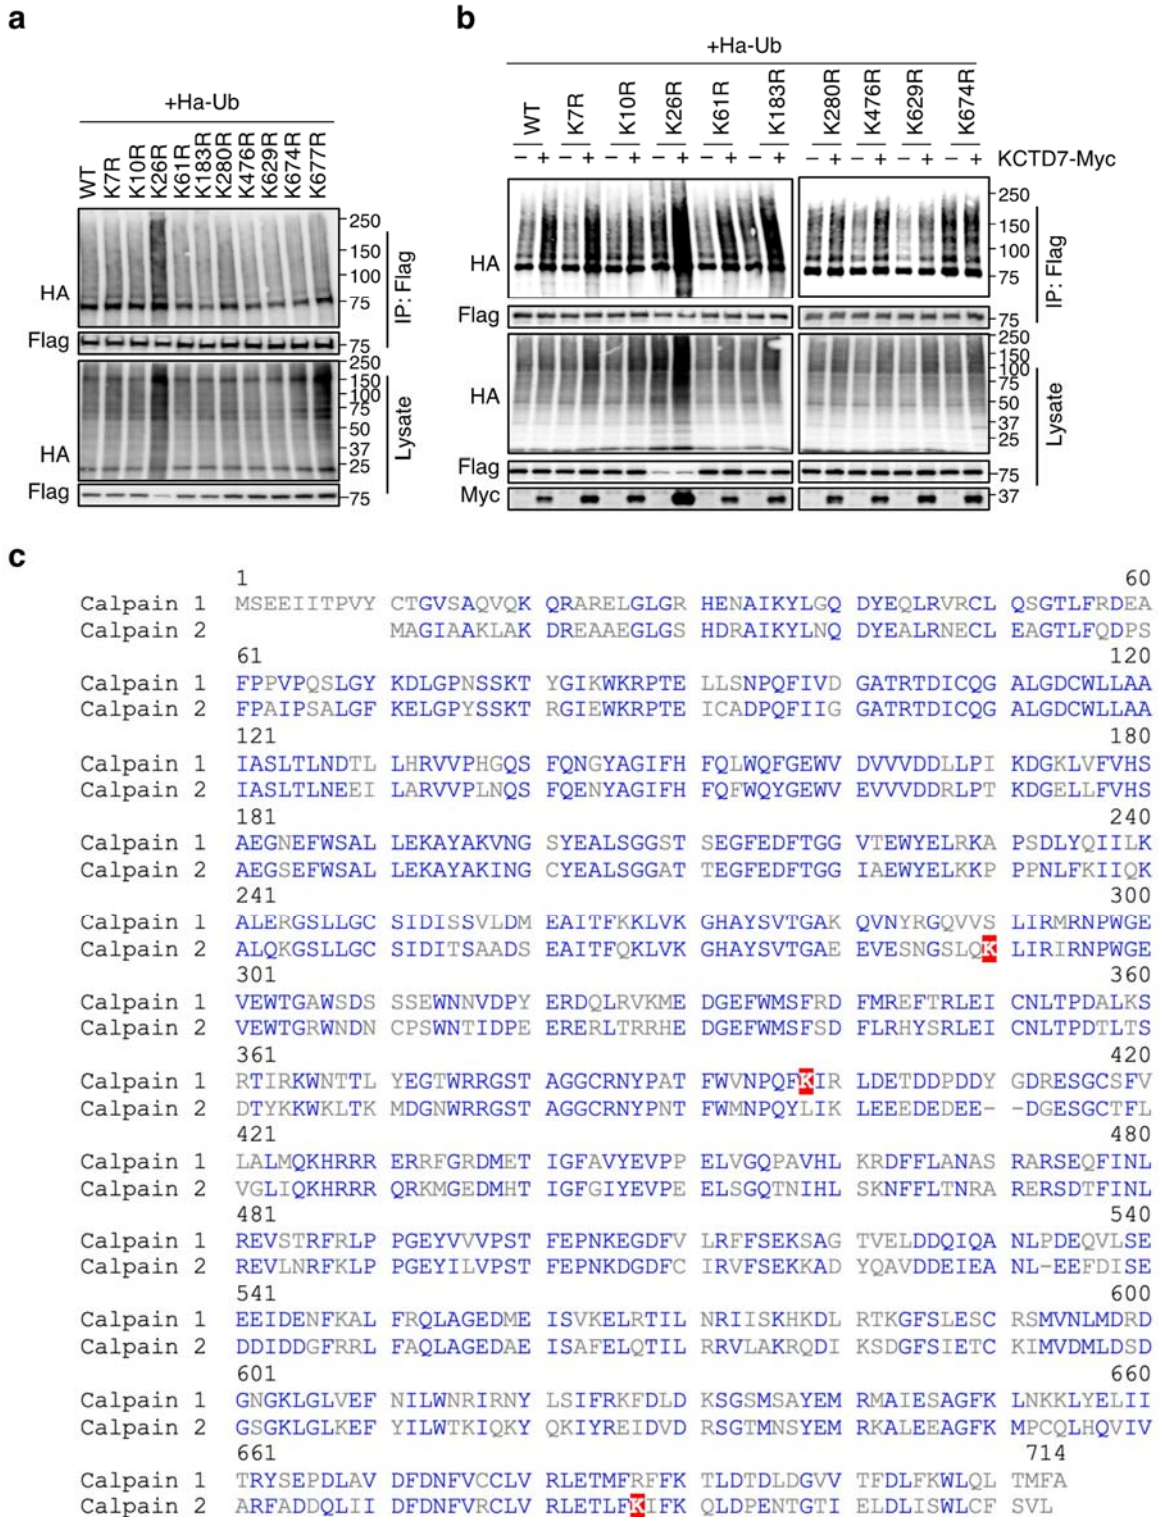 a
b
+Ha-Ub
WT K7R K10R K26R K61R K183R K280R K476R K629R K674R K677R
HA
250
150
100
75
Flag
75
IP: Flag
HA
250
150
100
75
50
37
25
Flag
75
Lysate
+Ha-Ub
WT K7R K10R K26R K61R K183R K280R K476R K629R K674R
− + − + − + − + − + − + − + − + − + − + KCTD7-Myc
HA
250
150
100
75
Flag
75
IP: Flag
HA
250
150
100
75
50
37
25
Flag
75
Myc
37
Lysate
c
1 60
Calpain 1 MSEEIITPVY CTGVSAQVQK QRARELGLGR HENAIKYLGQ DYEQLRVRCL QSGTLFRDEA
Calpain 2 MAGIAAKLAK DREAAEGLGS HDRAIKYLNQ DYEALRNECL EAGTLFQDPS
61 120
Calpain 1 FPPVPQSLGY KDLGPNSSKT YGIKWKRPTE LLSNPQFIVD GATRTDICQG ALGDCWLLAA
Calpain 2 FPAIPSALGF KELGPYSSKT RGIEWKRPTE ICADPQFIIG GATRTDICQG ALGDCWLLAA
121 180
Calpain 1 IASLTLNDTL LHRVVPHGQS FQNGYAGIFH FQLWQFGEWV DVVVDDLLPI KDGKLVFVHS
Calpain 2 IASLTLNEEI LARVVPLNQS FQENYAGIFH FQFWQYGEWV EVVVDDRLPT KDGELLFVHS
181 240
Calpain 1 AEGNEFWSAL LEKAYAKVNG SYEALSGGST SEGFEDFTGG VTEWYELRKA PSDLYQIILK
Calpain 2 AEGSEFWSAL LEKAYAKING CYEALSGGAT TEGFEDFTGG IAEWYELKKP PPNLFKIIQK
241 300
Calpain 1 ALERGSLLGC SIDISSVLDM EAITFKKLVK GHAYSVTGAK QVNYRGQVVS LIRMRNPWGE
Calpain 2 ALQKGSLLGC SIDITSAADS EAITFQKLVK GHAYSVTGAE EVESNGSLQK LIRIRNPWGE
301 360
Calpain 1 VEWTGAWSDS SSEWNNVDPY ERDQLRVKME DGEFWMSFRD FMREFTRLEI CNLTPDALKS
Calpain 2 VEWTGRWNDN CPSWNTIDPE ERERLTRRHE DGEFWMSFSD FLRHYSRLEI CNLTPDTLTS
361 420
Calpain 1 RTIRKWNTTL YEGTWRRGST AGGCRNYPAT FWVNPQFKIR LDETDDPDDY GDRESGCSFV
Calpain 2 DTYKKWKLTK MDGNWRRGST AGGCRNYPNT FWMNPQYLIK LEEEDEDEE- -DGESGCTFL
421 480
Calpain 1 LALMQKHRRR ERRFGRDMET IGFAVYEVPP ELVGQPAVHL KRDFFLANAS RARSEQFINL
Calpain 2 VGLIQKHRRR QRKMGEDMHT IGFGIYEVPE ELSGQTNIHL SKNFFLTNRA RERSDTFINL
481 540
Calpain 1 REVSTRFRLP PGEYVVVPST FEPNKEGDFV LRFFSEKSAG TVELDDQIQA NLPDEQVLSE
Calpain 2 REVLNRFKLP PGEYILVPST FEPNKDGDFC IRVFSEKKAD YQAVDDEIEA NL-EEFDISE
541 600
Calpain 1 EEIDENFKAL FRQLAGEDME ISVKELRTIL NRIISKHKDL RTKGFSLESC RSMVNLMDRD
Calpain 2 DDIDDGFRRL FAQLAGEDAE ISAFELQTIL RRVLAKRQDI KSDGFSIETC KIMVDMLDSD
601 660
Calpain 1 GNGKLGLVEF NILWNRIRNY LSIFRKFDLD KSGSMSAYEM RMAIESAGFK LNKKLYELII
Calpain 2 GSGKLGLKEF YILWTKIQKY QKIYREIDVD RSGTMNSYEM RKALEEAGFK MPCQLHQVIV
661 714
Calpain 1 TRYSEPDLAV DFDNFVCCLV RLETMFRFFK TLDTDLDGVV TFDLFKWLQL TMFA
Calpain 2 ARFADDQLII DFDNFVRCLV RLETLFKIFK QLDPENTGTI ELDLISWLCF SVL